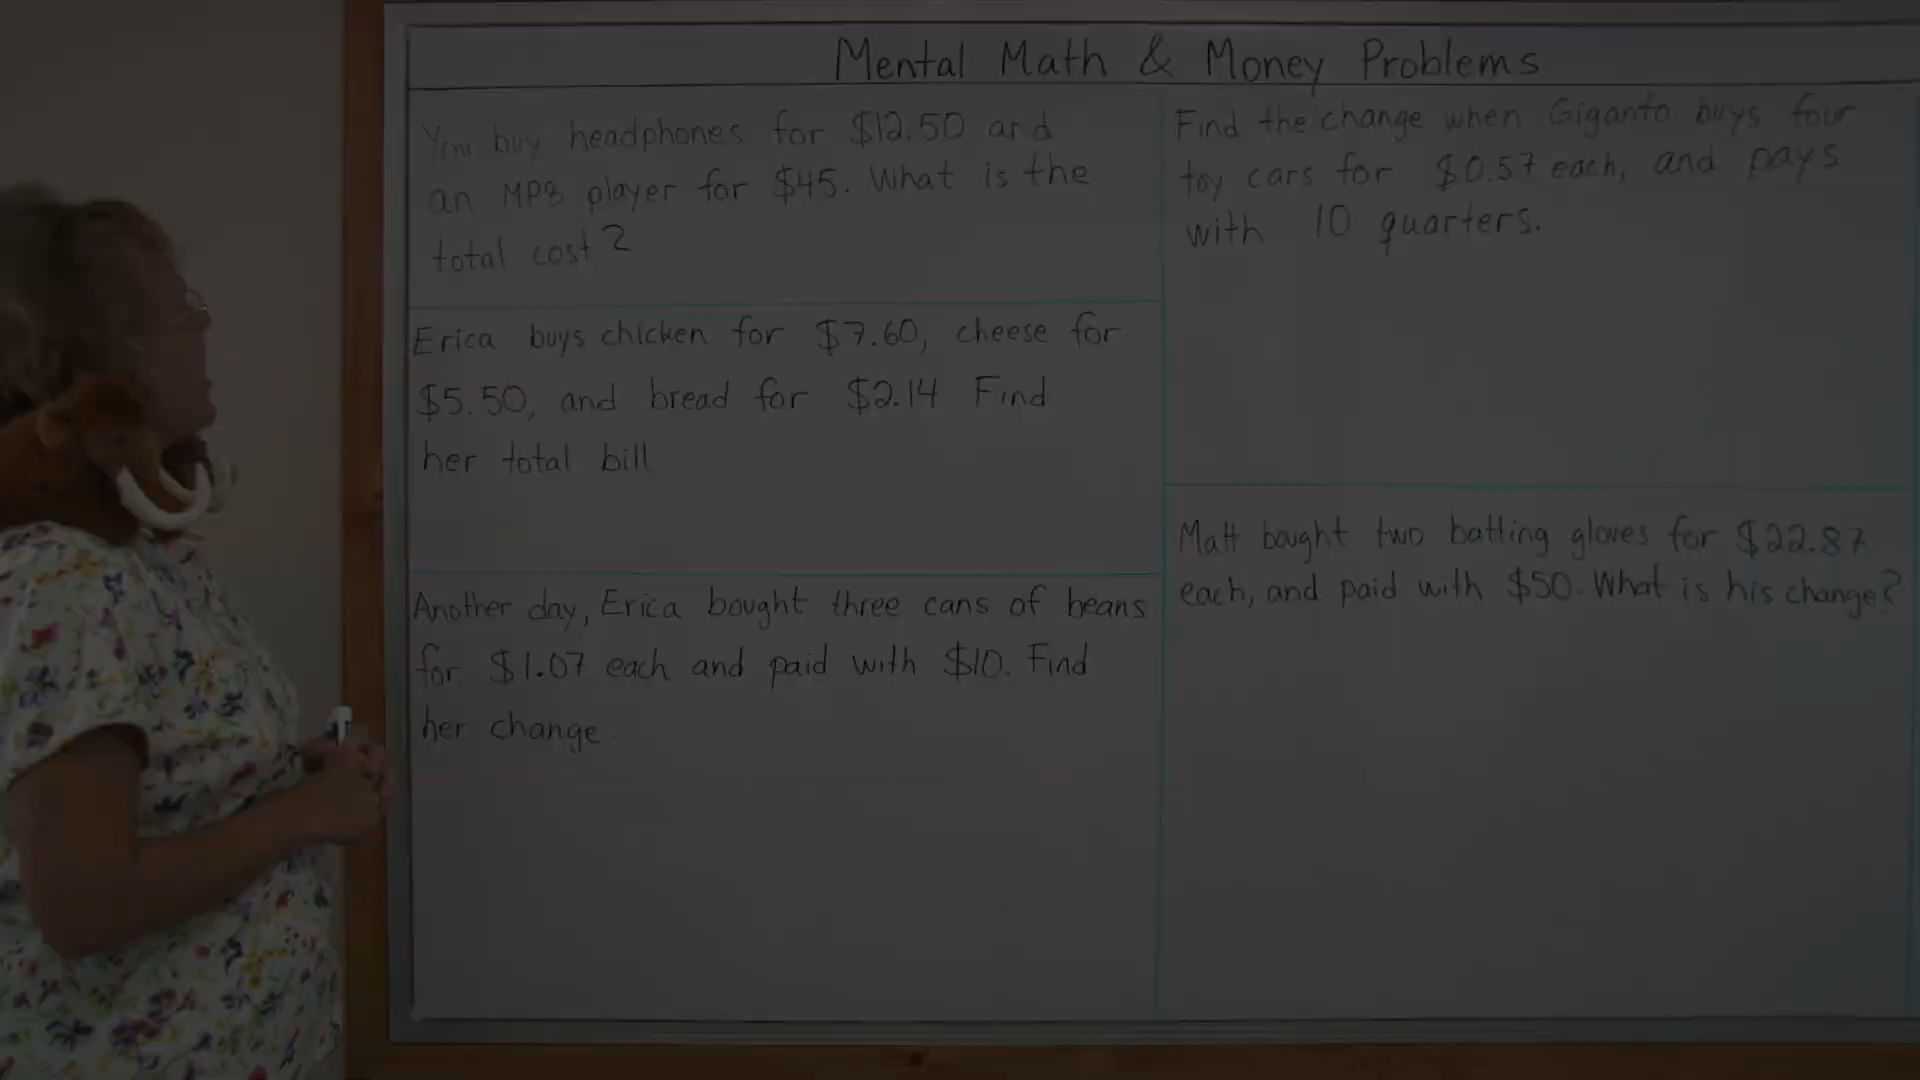 Mental Math & Money Problems
You buy headphones for $12.50 and
an MP3 player for $45. What is the
total cost?
Erica buys chicken for $7.60, cheese for
$5.50, and bread for $2.14 Find
her total bill
Another day, Erica bought three cans of beans
for $1.07 each and paid with $10. Find
her change.
Find the change when Giganto buys four
toy cars for $0.57 each, and pays
with 10 quarters.
Matt bought two batting gloves for $22.87
each, and paid with $50. What is his change?